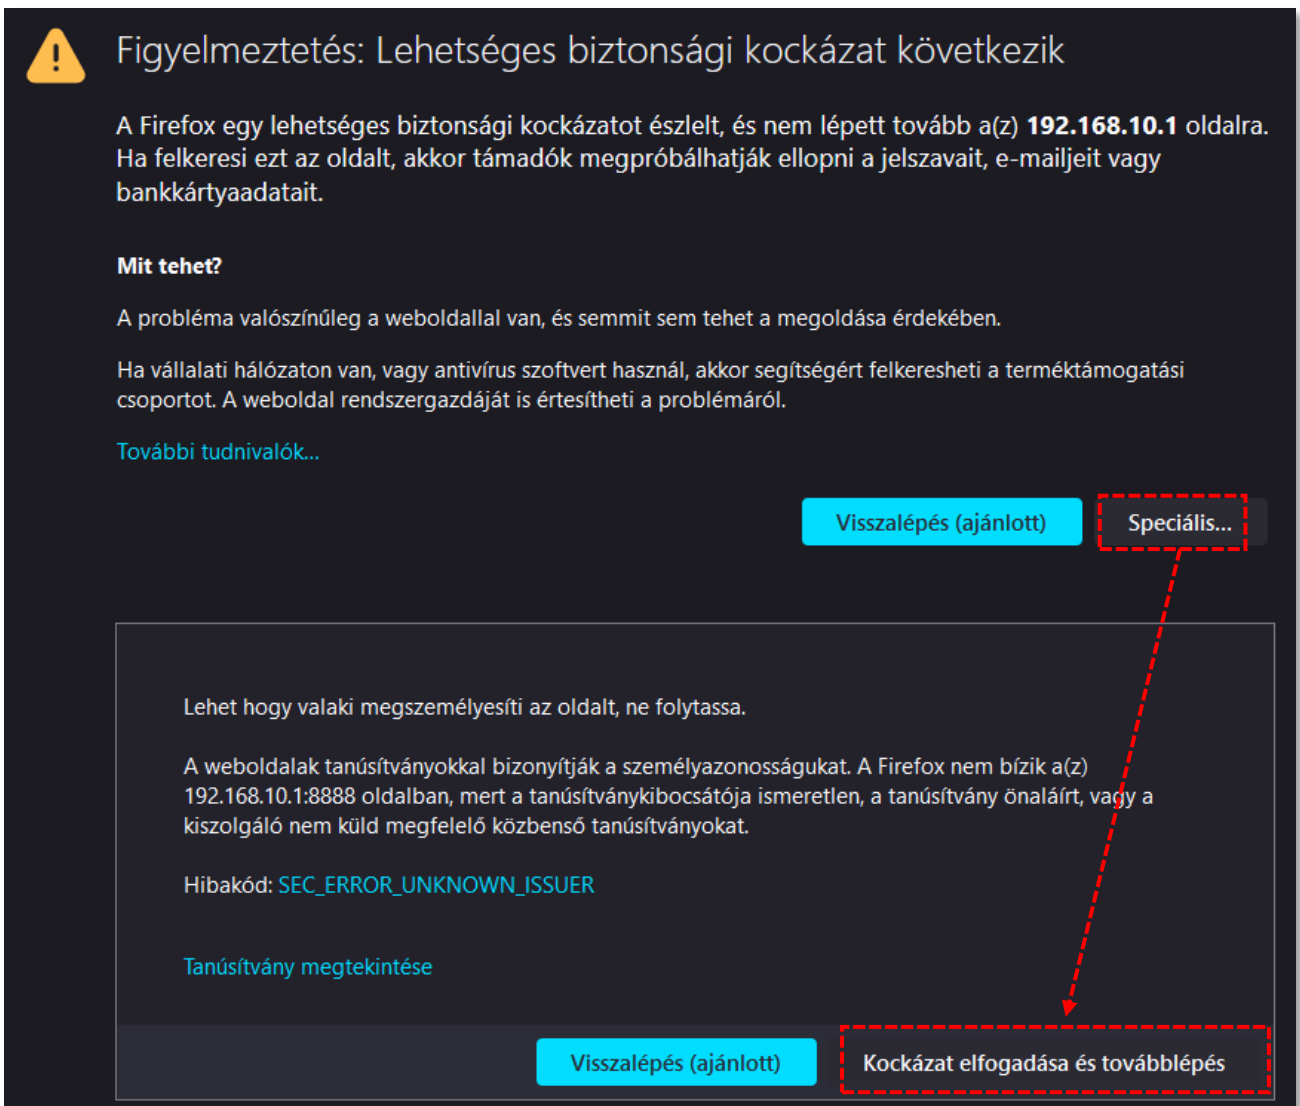 Figyelmeztetés: Lehetséges biztonsági kockázat következik
A Firefox egy lehetséges biztonsági kockázatot észlelt, és nem lépett tovább a(z) 192.168.10.1 oldalra.
Ha felkeresi ezt az oldalt, akkor támadók megpróbálhatják ellopni a jelszavait, e-mailjeit vagy
bankkártyaadatait.
Mit tehet?
A probléma valószínűleg a weboldallal van, és semmit sem tehet a megoldása érdekében.
Ha vállalati hálózaton van, vagy antivírus szoftvert használ, akkor segítségért felkeresheti a terméktámogatási
csoportot. A weboldal rendszergazdáját is értesítheti a problémáról.
További tudnivalók...
Visszalépés (ajánlott)
Speciális...
Lehet hogy valaki megszemélyesíti az oldalt, ne folytassa.
A weboldalak tanúsítványokkal bizonyítják a személyazonosságukat. A Firefox nem bízik a(z)
192.168.10.1:8888 oldalban, mert a tanúsítványkibocsátója ismeretlen, a tanúsítvány önaláírt, vagy a
kiszolgáló nem küld megfelelő közbenső tanúsítványokat.
Hibakód: SEC_ERROR_UNKNOWN_ISSUER
Tanúsítvány megtekintése
Visszalépés (ajánlott)
Kockázat elfogadása és továbblépés